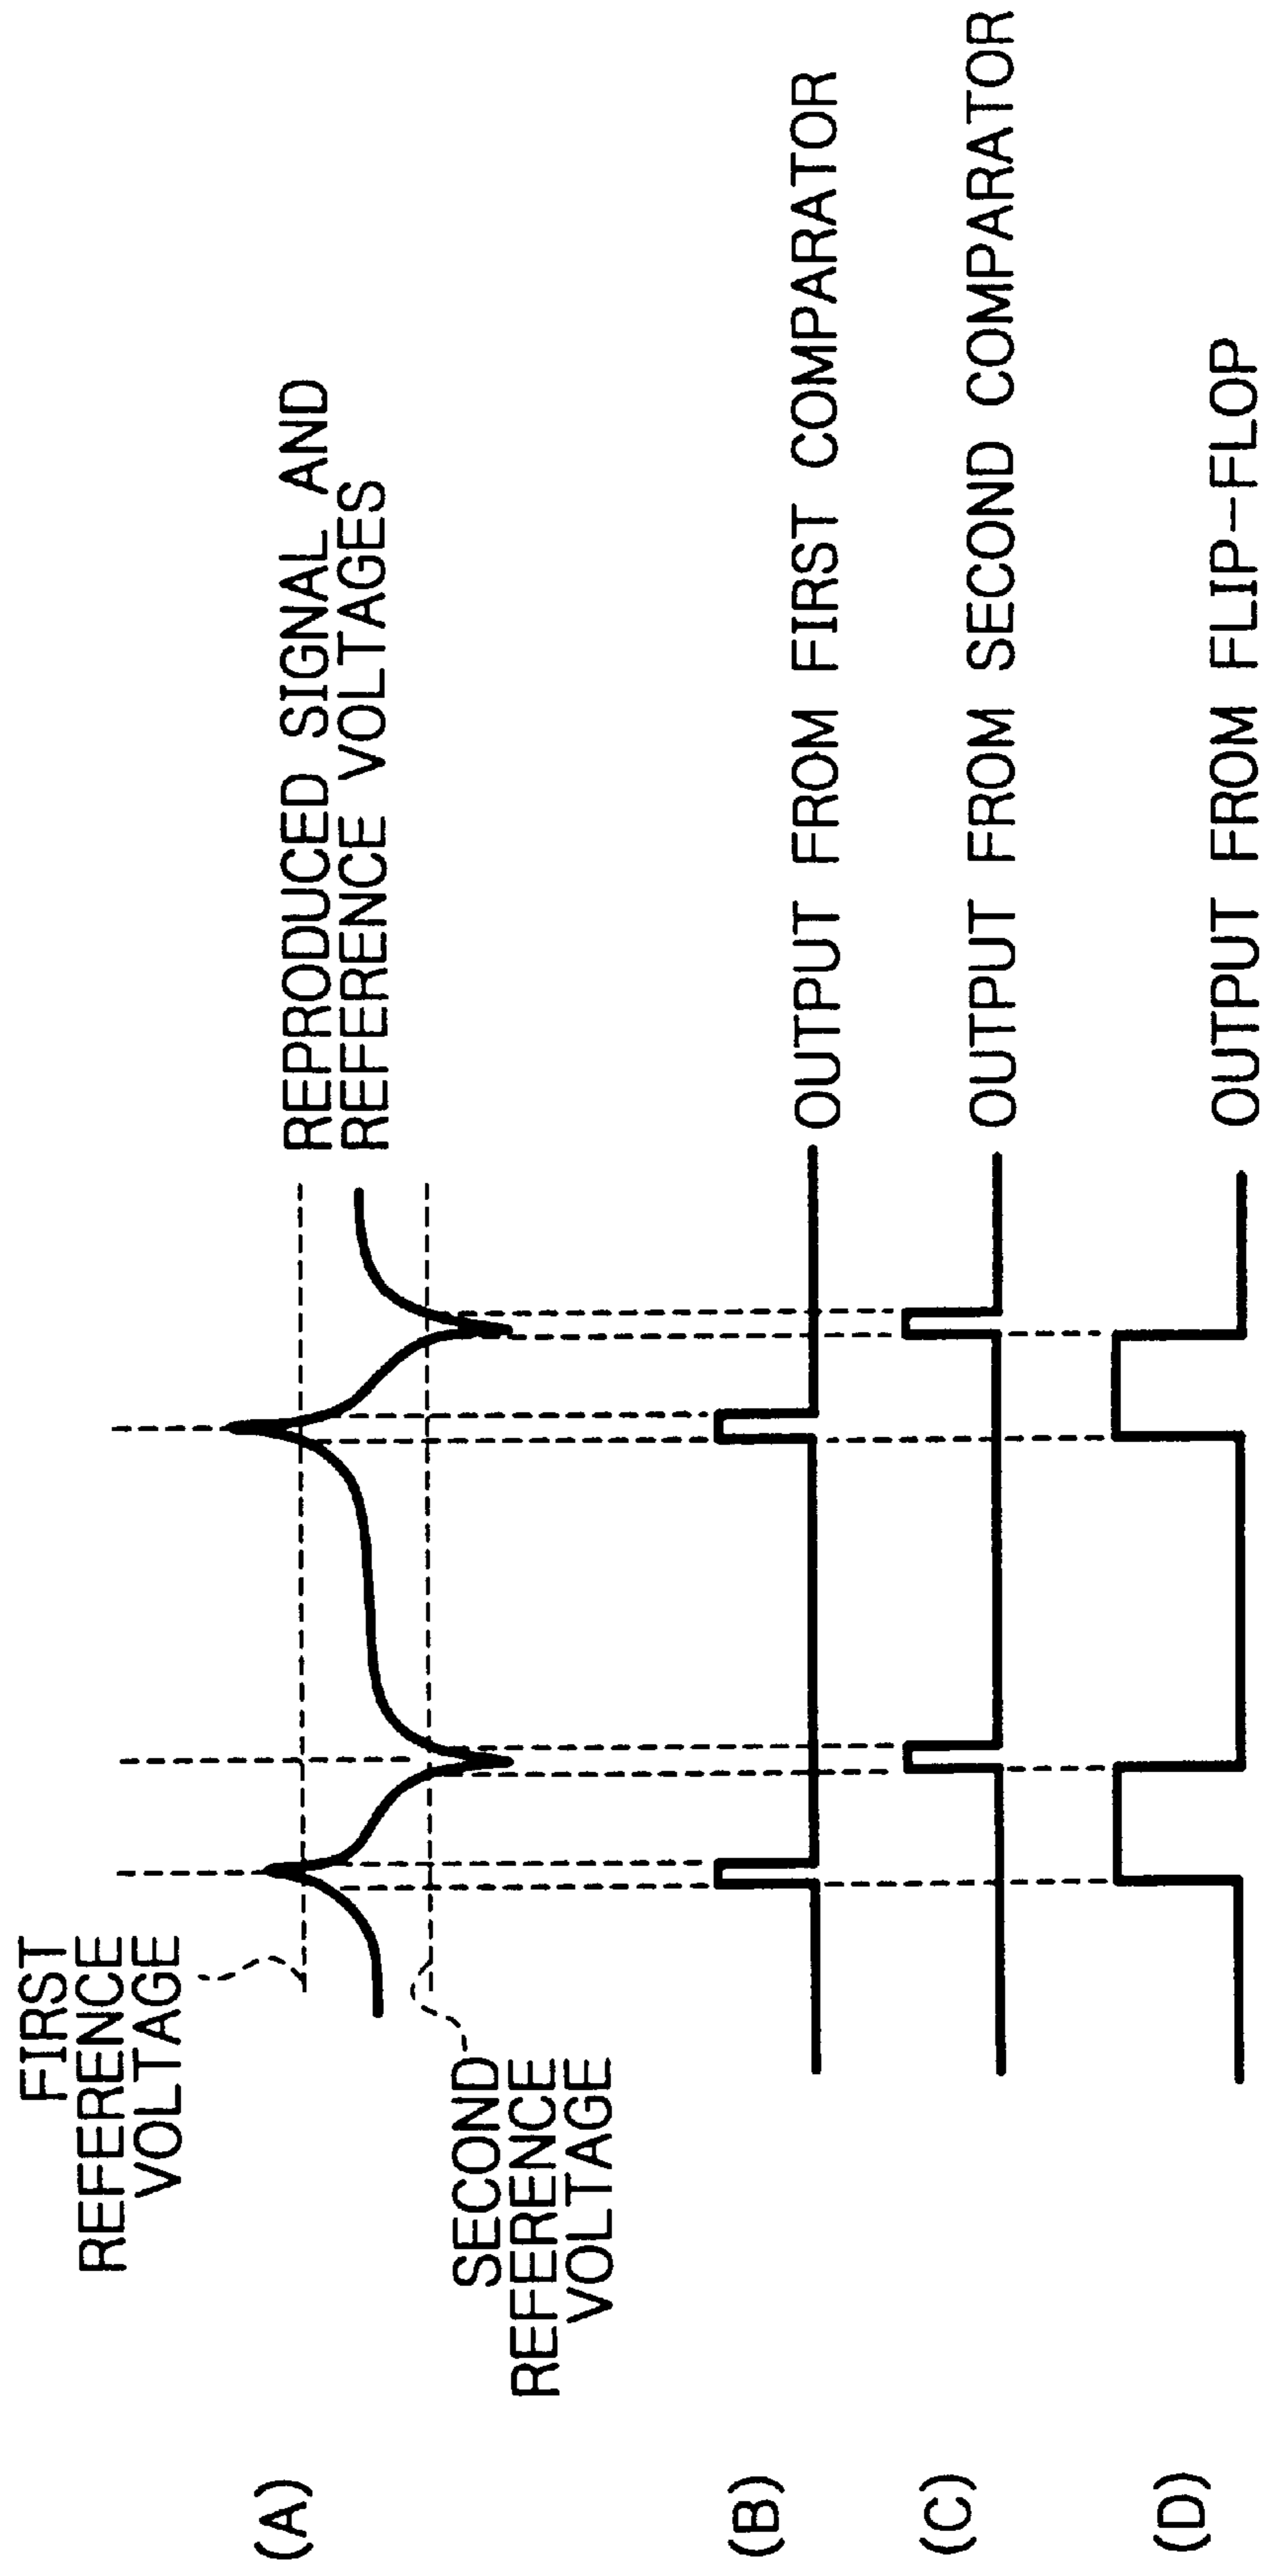 (A)
FIRST
REFERENCE
VOLTAGE
SECOND
REFERENCE
VOLTAGE
REPRODUCED SIGNAL AND
REFERENCE VOLTAGES
(B)
OUTPUT FROM FIRST COMPARATOR
(C)
OUTPUT FROM SECOND COMPARATOR
(D)
OUTPUT FROM FLIP-FLOP